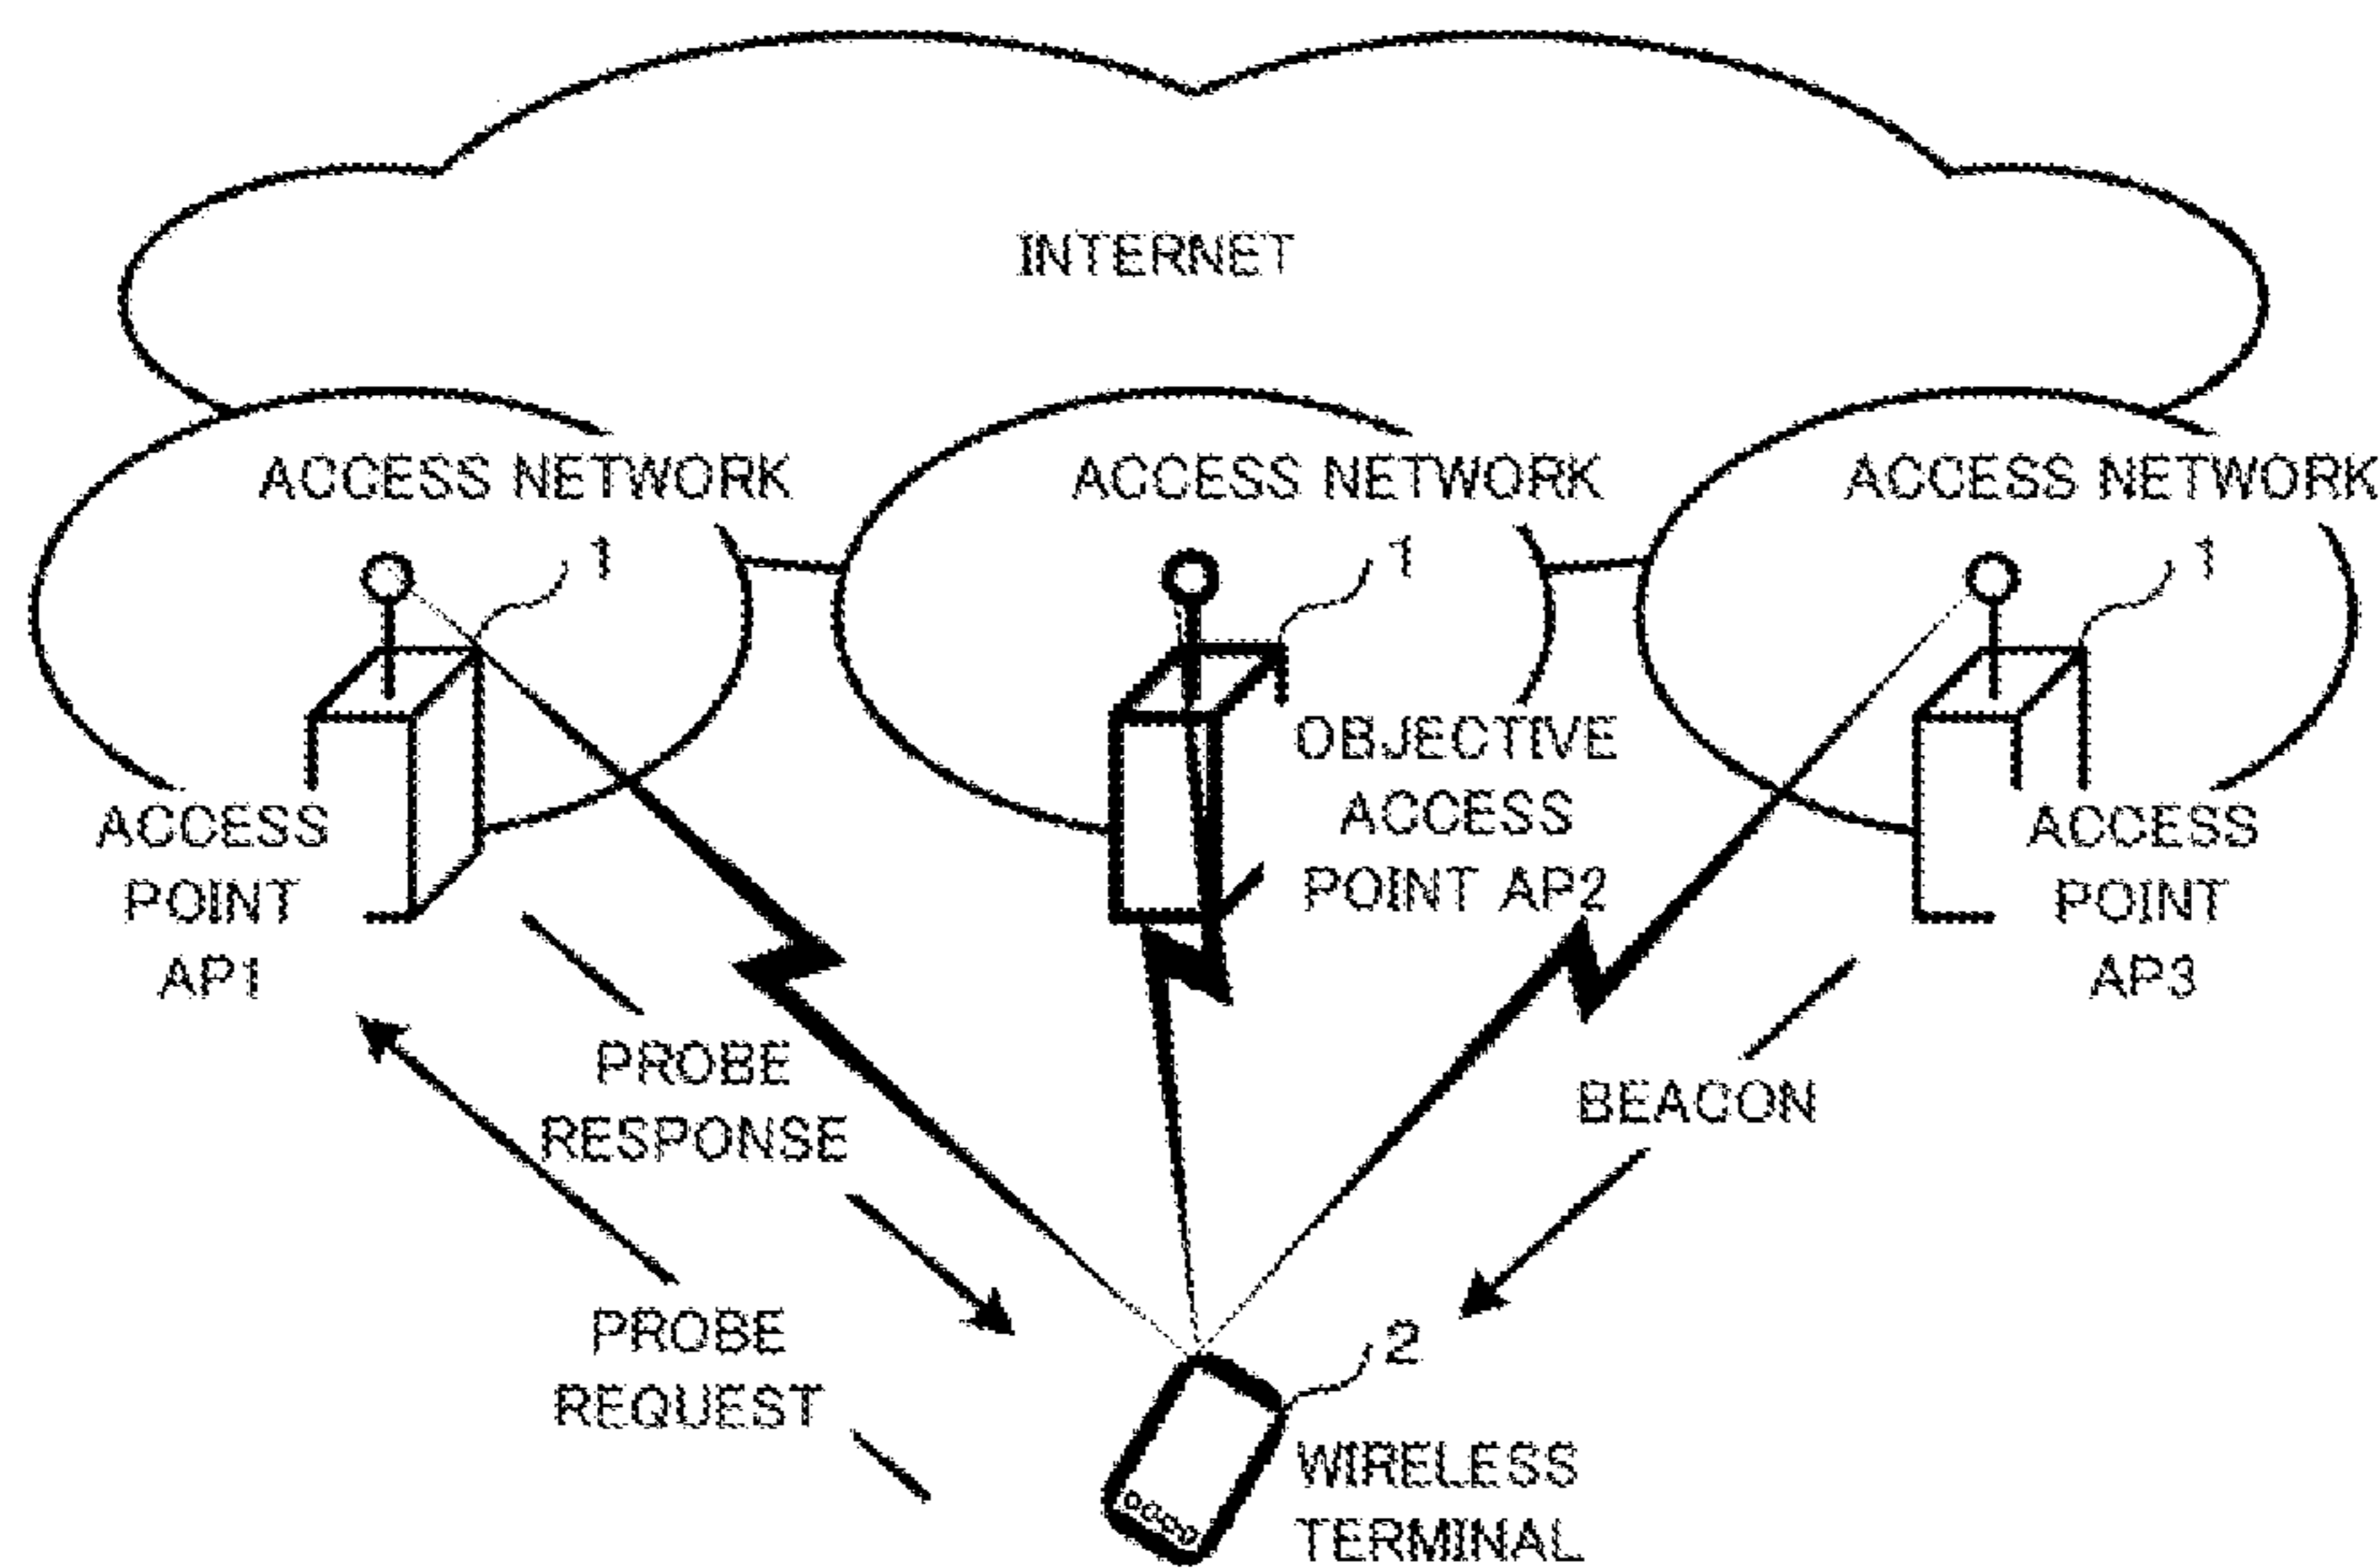 INTERNET
ACCESS NETWORK
ACCESS NETWORK
ACCESS NETWORK
1
1
1
ACCESS
POINT
AP1
OBJECTIVE
ACCESS
POINT AP2
ACCESS
POINT
AP3
PROBE
RESPONSE
BEACON
PROBE
REQUEST
2
WIRELESS
TERMINAL